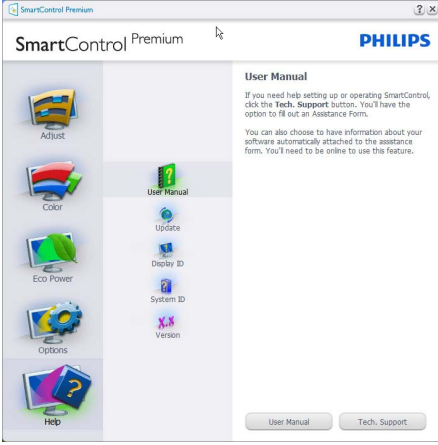 SmartControl Premium
SmartControl Premium
PHILIPS
Adjust
Color
Eco Power
Options
Help
User Manual
Update
Display ID
System ID
X.X
Version
User Manual
If you need help setting up or operating SmartControl,
click the Tech. Support button. You'll have the
option to fill out an Assistance Form.
You can also choose to have information about your
software automatically attached to the assistance
form. You'll need to be online to use this feature.
User Manual
Tech. Support